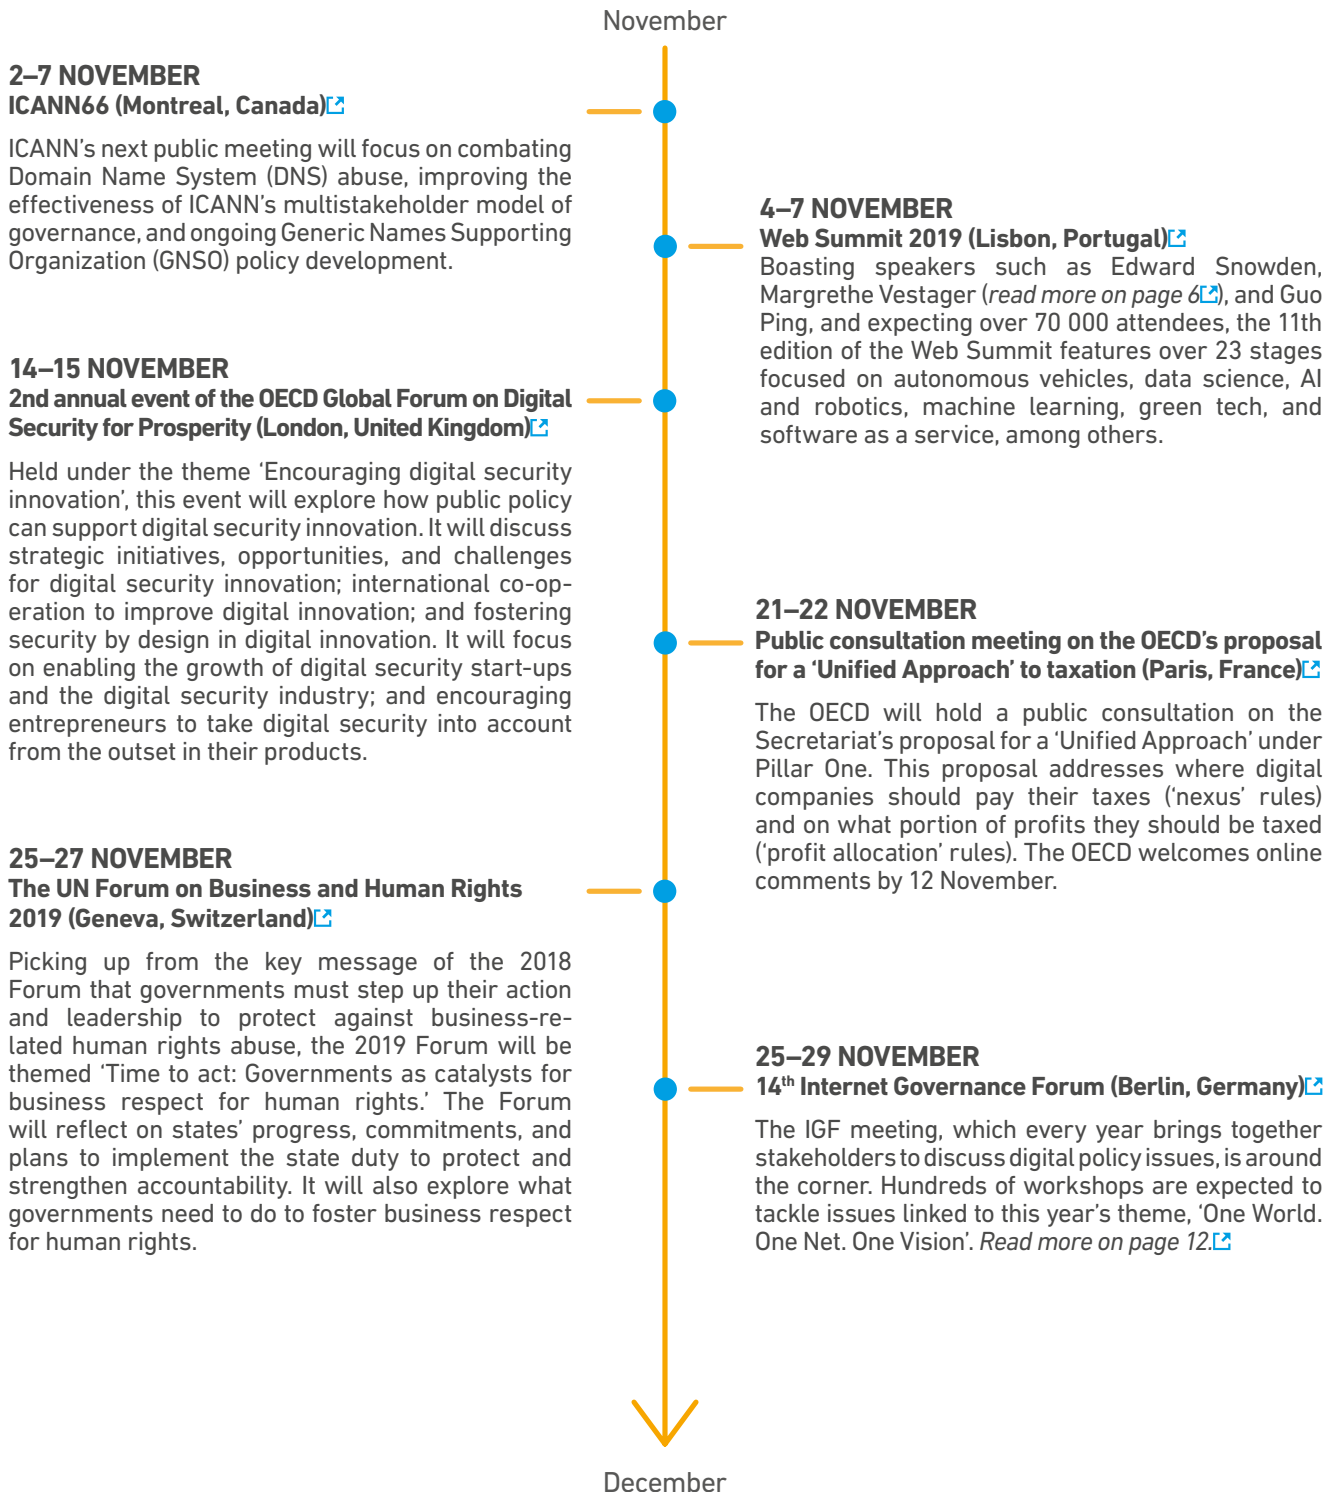 November
2–7 NOVEMBER
ICANN66 (Montreal, Canada)
ICANN’s next public meeting will focus on combating
Domain Name System (DNS) abuse, improving the
effectiveness of ICANN’s multistakeholder model of
governance, and ongoing Generic Names Supporting
Organization (GNSO) policy development.
4–7 NOVEMBER
Web Summit 2019 (Lisbon, Portugal)
Boasting speakers such as Edward Snowden,
Margrethe Vestager (read more on page 6), and Guo
Ping, and expecting over 70 000 attendees, the 11th
edition of the Web Summit features over 23 stages
focused on autonomous vehicles, data science, AI
and robotics, machine learning, green tech, and
software as a service, among others.
14–15 NOVEMBER
2nd annual event of the OECD Global Forum on Digital
Security for Prosperity (London, United Kingdom)
Held under the theme ‘Encouraging digital security
innovation’, this event will explore how public policy
can support digital security innovation. It will discuss
strategic initiatives, opportunities, and challenges
for digital security innovation; international co-op-
eration to improve digital innovation; and fostering
security by design in digital innovation. It will focus
on enabling the growth of digital security start-ups
and the digital security industry; and encouraging
entrepreneurs to take digital security into account
from the outset in their products.
21–22 NOVEMBER
Public consultation meeting on the OECD’s proposal
for a ‘Unified Approach’ to taxation (Paris, France)
The OECD will hold a public consultation on the
Secretariat’s proposal for a ‘Unified Approach’ under
Pillar One. This proposal addresses where digital
companies should pay their taxes (‘nexus’ rules)
and on what portion of profits they should be taxed
(‘profit allocation’ rules). The OECD welcomes online
comments by 12 November.
25–27 NOVEMBER
The UN Forum on Business and Human Rights
2019 (Geneva, Switzerland)
Picking up from the key message of the 2018
Forum that governments must step up their action
and leadership to protect against business-re-
lated human rights abuse, the 2019 Forum will be
themed ‘Time to act: Governments as catalysts for
business respect for human rights.’ The Forum
will reflect on states’ progress, commitments, and
plans to implement the state duty to protect and
strengthen accountability. It will also explore what
governments need to do to foster business respect
for human rights.
25–29 NOVEMBER
14th Internet Governance Forum (Berlin, Germany)
The IGF meeting, which every year brings together
stakeholders to discuss digital policy issues, is around
the corner. Hundreds of workshops are expected to
tackle issues linked to this year’s theme, ‘One World.
One Net. One Vision’. Read more on page 12.
December